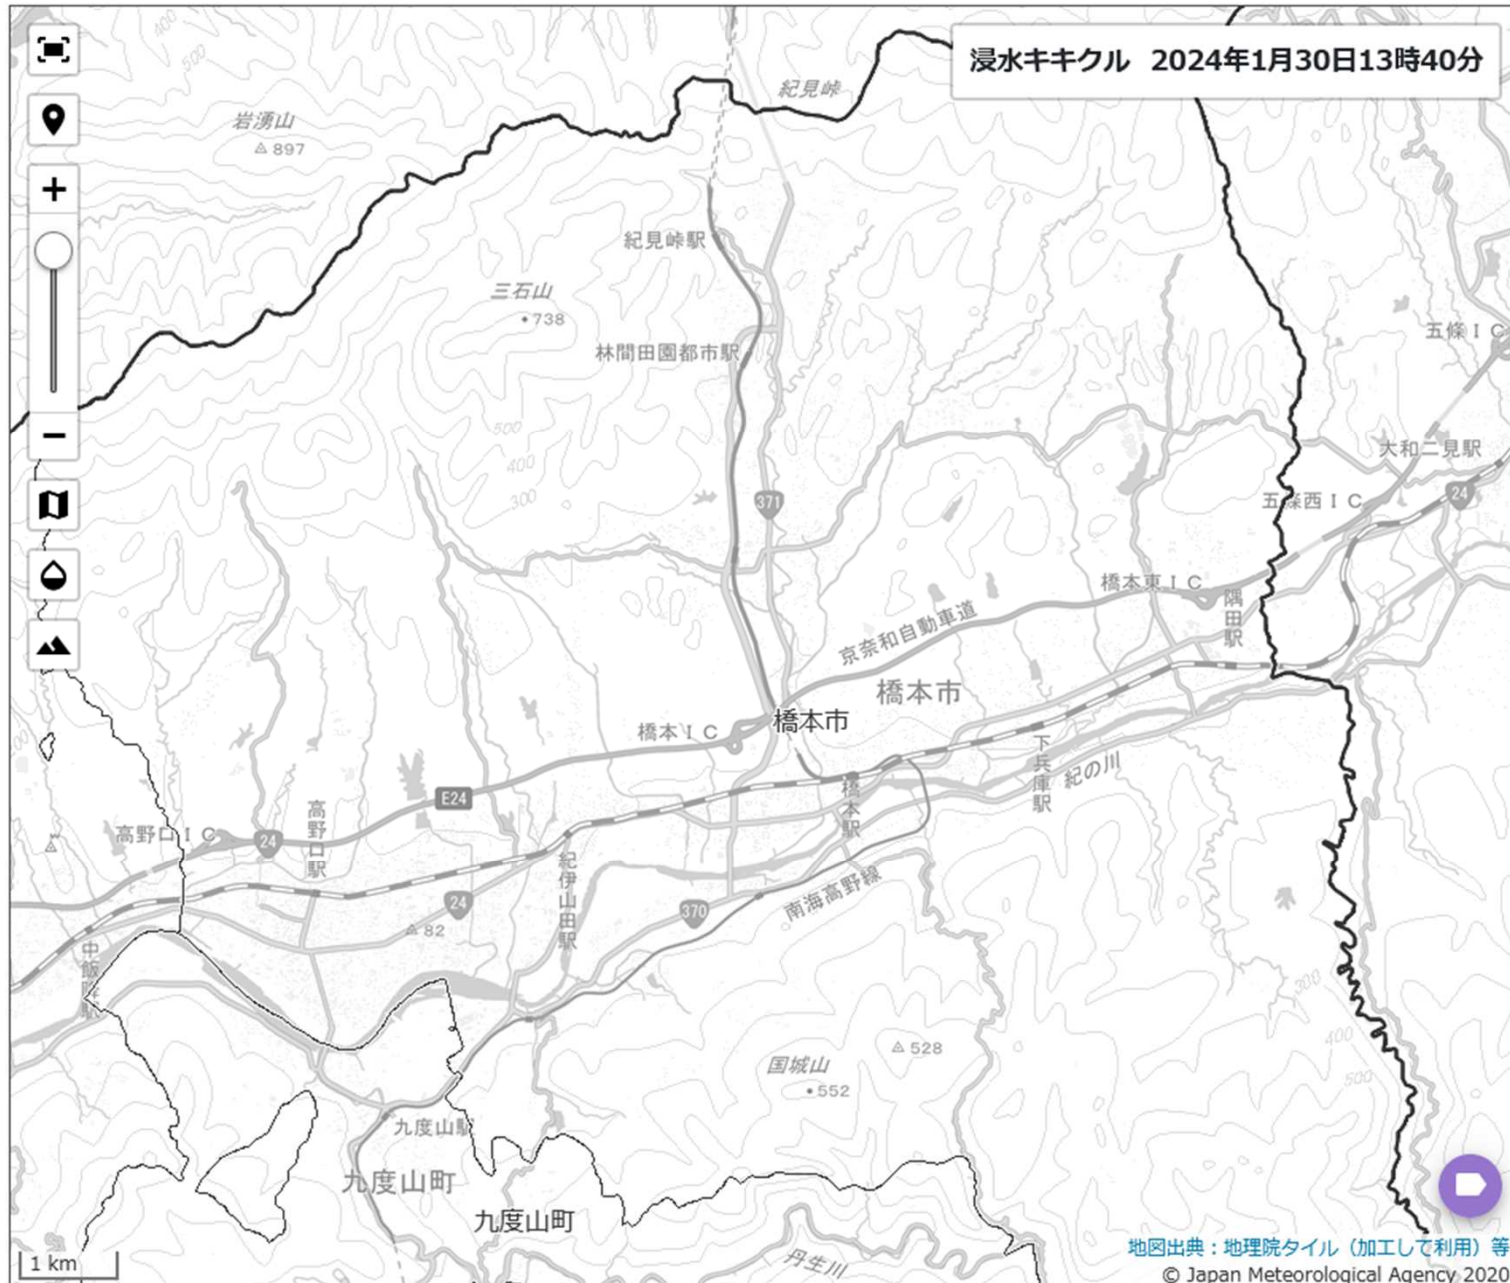 浸水キキクル 2024年1月30日13時40分
400
500
紀見峠
岩湧山
897
紀見峠駅
三石山
738
五條IC
林間田園都市駅
500
400
300
大和二見駅
24
371
五條西IC
橋本東IC
隅田駅
京奈和自動車道
橋本市
橋本市
橋本IC
下兵庫駅
紀の川
E24
橋本駅
高野口駅
高野口IC
24
紀伊山田駅
南海高野線
24
370
82
中飯降駅
300
400
528
国城山
552
500
九度山駅
九度山町
九度山町
丹生川
1 km
地図出典：地理院タイル（加工して利用）等
© Japan Meteorological Agency 2020